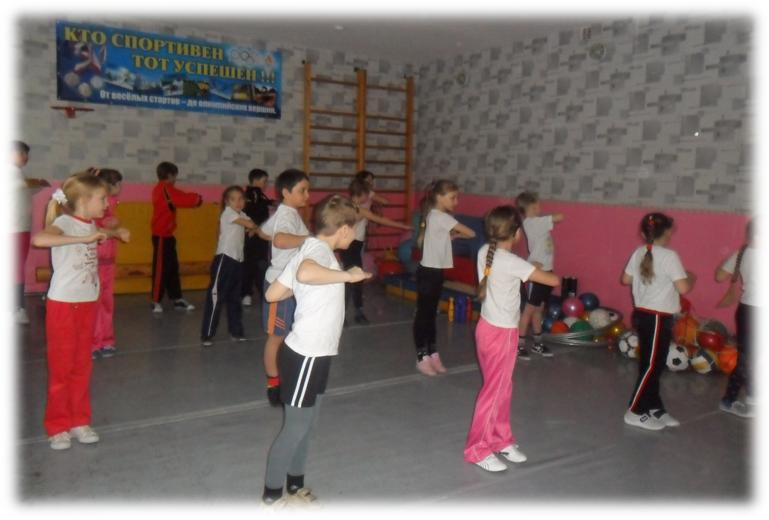 КТО СПОРТИВЕН
ТОТ УСПЕШЕН !!!
От весёлых стартов – до олимпийских вершин.